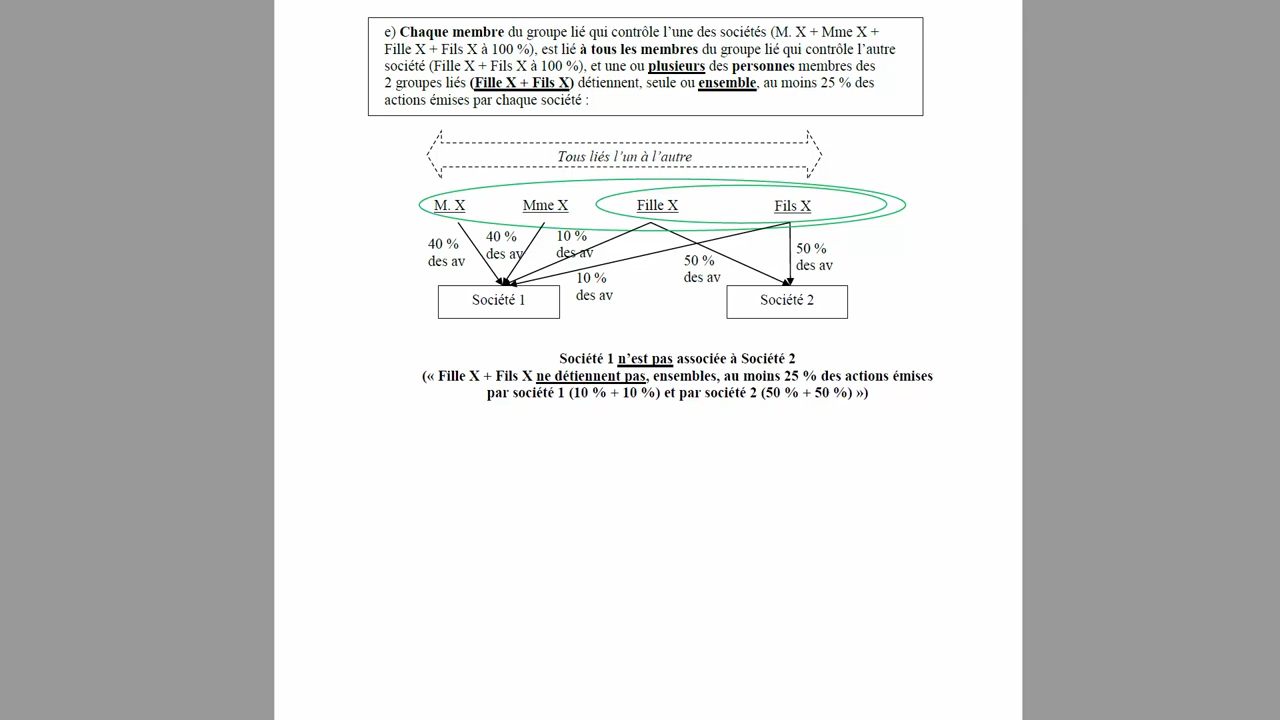 e) Chaque membre du groupe lié qui contrôle l'une des sociétés (M. X + Mme X +
Fille X + Fils X à 100 %), est lié à tous les membres du groupe lié qui contrôle l'autre
société (Fille X + Fils X à 100 %), et une ou plusieurs des personnes membres des
2 groupes liés (Fille X + Fils X) détiennent, seule ou ensemble, au moins 25 % des
actions émises par chaque société :
Tous liés l'un à l'autre
M. X Mme X Fille X Fils X
40 %
des av
40 %
des av
10 %
des av
10 %
des av
50 %
des av
50 %
des av
Société 1 Société 2
Société 1 n'est pas associée à Société 2
(« Fille X + Fils X ne détiennent pas, ensembles, au moins 25 % des actions émises
par société 1 (10 % + 10 %) et par société 2 (50 % + 50 %) »)